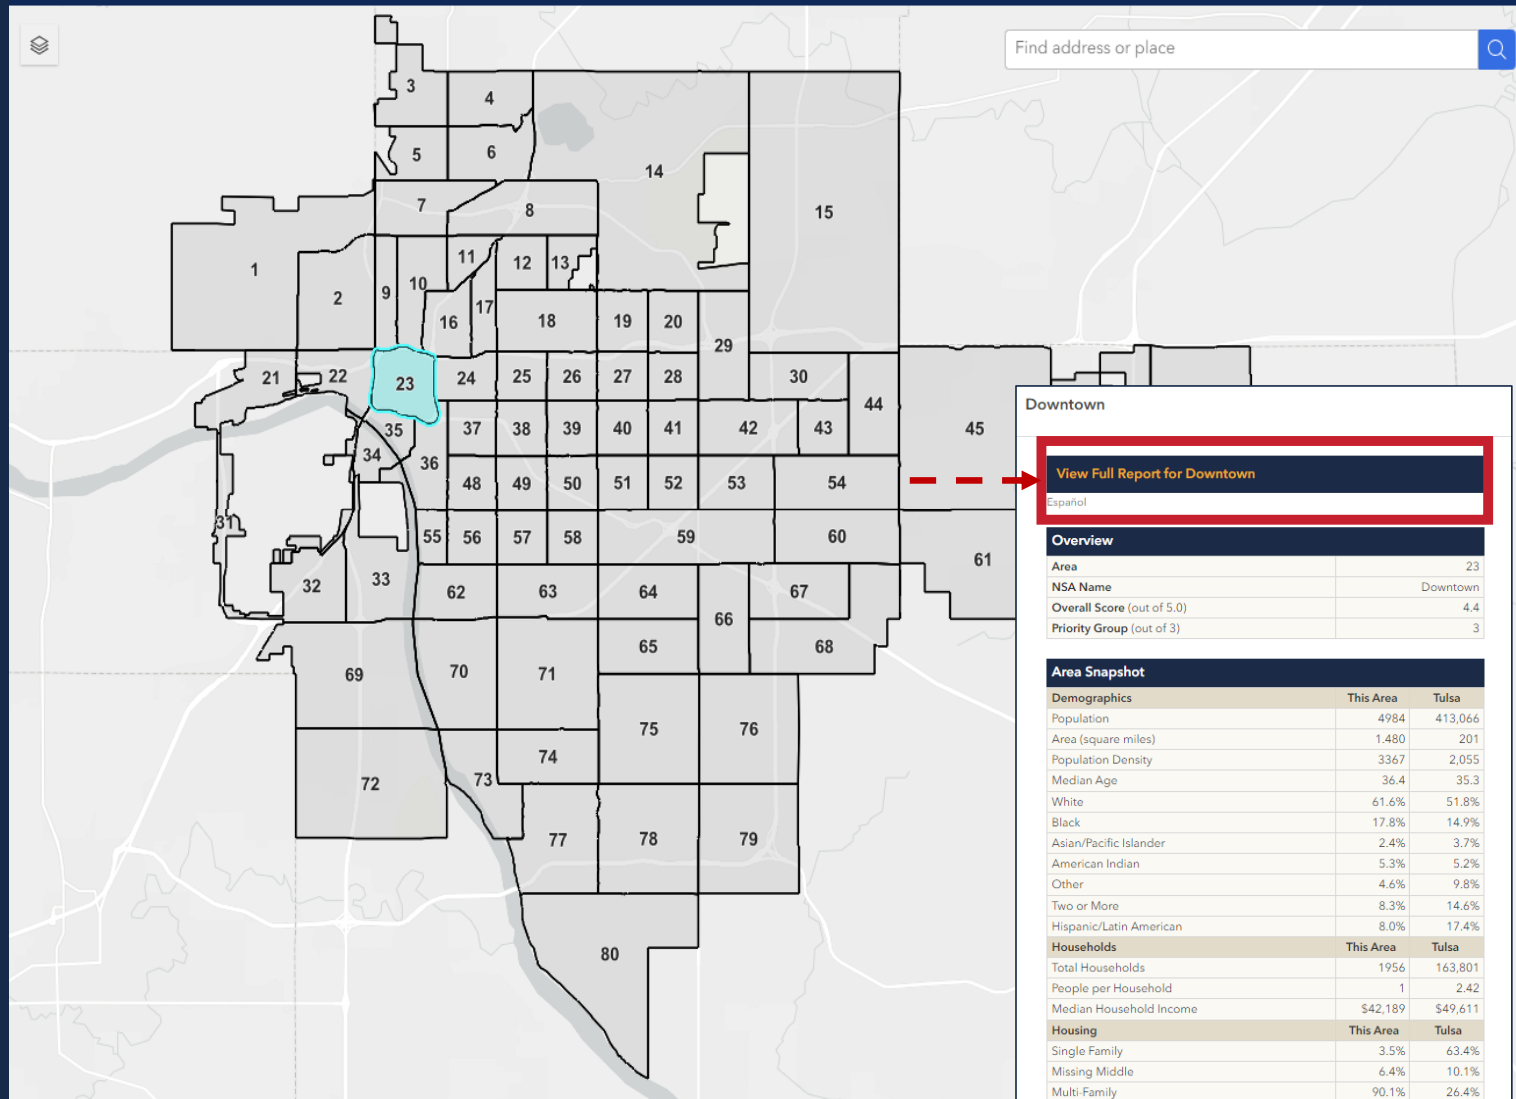 Find address or place
3
4
5
6
14
7
8
15
1
2
9
10
11
12
13
16
17
18
19
20
29
21
22
23
24
25
26
27
28
30
44
35
37
38
39
40
41
42
43
45
34
36
48
49
50
51
52
53
54
31
55
56
57
58
59
60
61
32
33
62
63
64
66
67
65
68
69
70
71
75
76
72
73
74
77
78
79
80
Downtown
View Full Report for Downtown
Español
Overview
Area 23
NSA Name Downtown
Overall Score (out of 5.0) 4.4
Priority Group (out of 3) 3
Area Snapshot
Demographics This Area Tulsa
Population 4984 413,066
Area (square miles) 1.480 201
Population Density 3367 2,055
Median Age 36.4 35.3
White 61.6% 51.8%
Black 17.8% 14.9%
Asian/Pacific Islander 2.4% 3.7%
American Indian 5.3% 5.2%
Other 4.6% 9.8%
Two or More 8.3% 14.6%
Hispanic/Latin American 8.0% 17.4%
Households This Area Tulsa
Total Households 1956 163,801
People per Household 1 2.42
Median Household Income $42,189 $49,611
Housing This Area Tulsa
Single Family 3.5% 63.4%
Missing Middle 6.4% 10.1%
Multi-Family 90.1% 26.4%